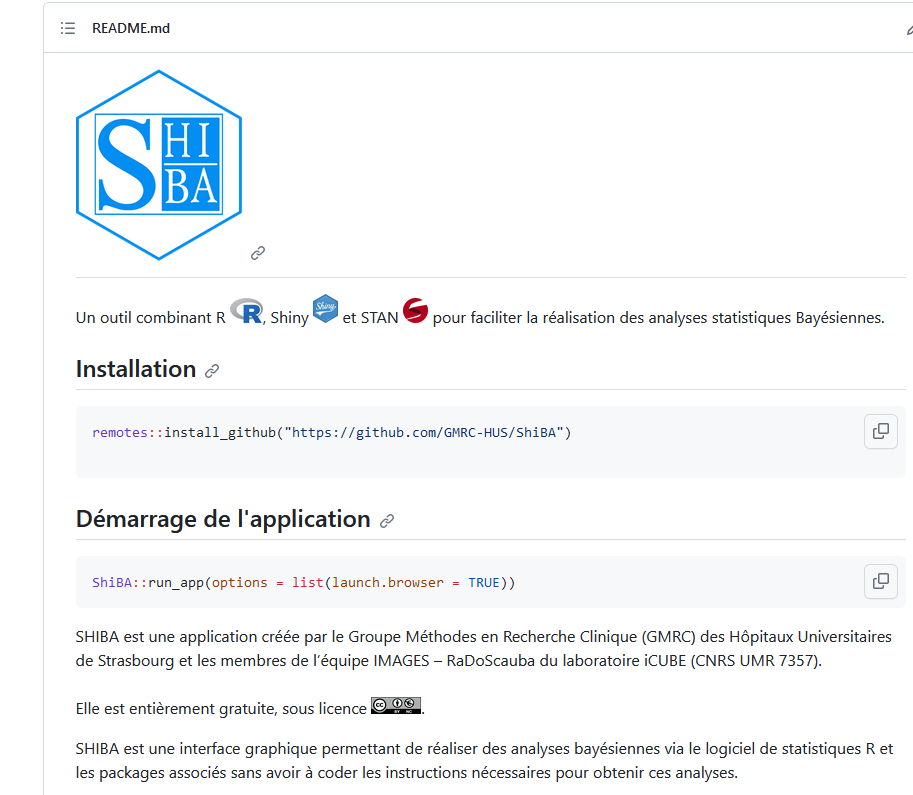 README.md
S HI
BA
Un outil combinant R R, Shiny Shiny et STAN pour faciliter la réalisation des analyses statistiques Bayésiennes.
Installation
remotes::install_github("https://github.com/GMRC-HUS/ShiBA")
Démarrage de l'application
ShiBA::run_app(options = list(launch.browser = TRUE))
SHIBA est une application créée par le Groupe Méthodes en Recherche Clinique (GMRC) des Hôpitaux Universitaires
de Strasbourg et les membres de l’équipe IMAGES – RaDoScauba du laboratoire iCUBE (CNRS UMR 7357).
Elle est entièrement gratuite, sous licence cc BY NC.
SHIBA est une interface graphique permettant de réaliser des analyses bayésiennes via le logiciel de statistiques R et
les packages associés sans avoir à coder les instructions nécessaires pour obtenir ces analyses.